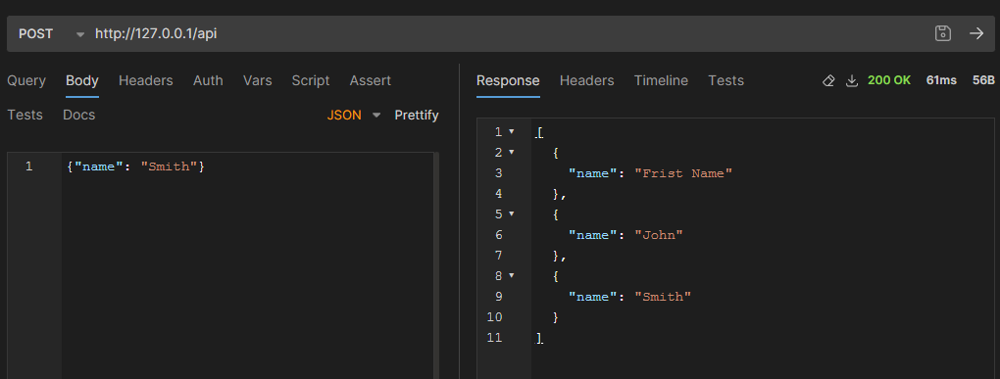 POST http://127.0.0.1/api
Query Body Headers Auth Vars Script Assert
Tests Docs JSON Prettify
1 {"name": "Smith"}
Response Headers Timeline Tests 200 OK 61ms 56B
1 [
2 {
3 "name": "Frist Name"
4 },
5 {
6 "name": "John"
7 },
8 {
9 "name": "Smith"
10 }
11 ]